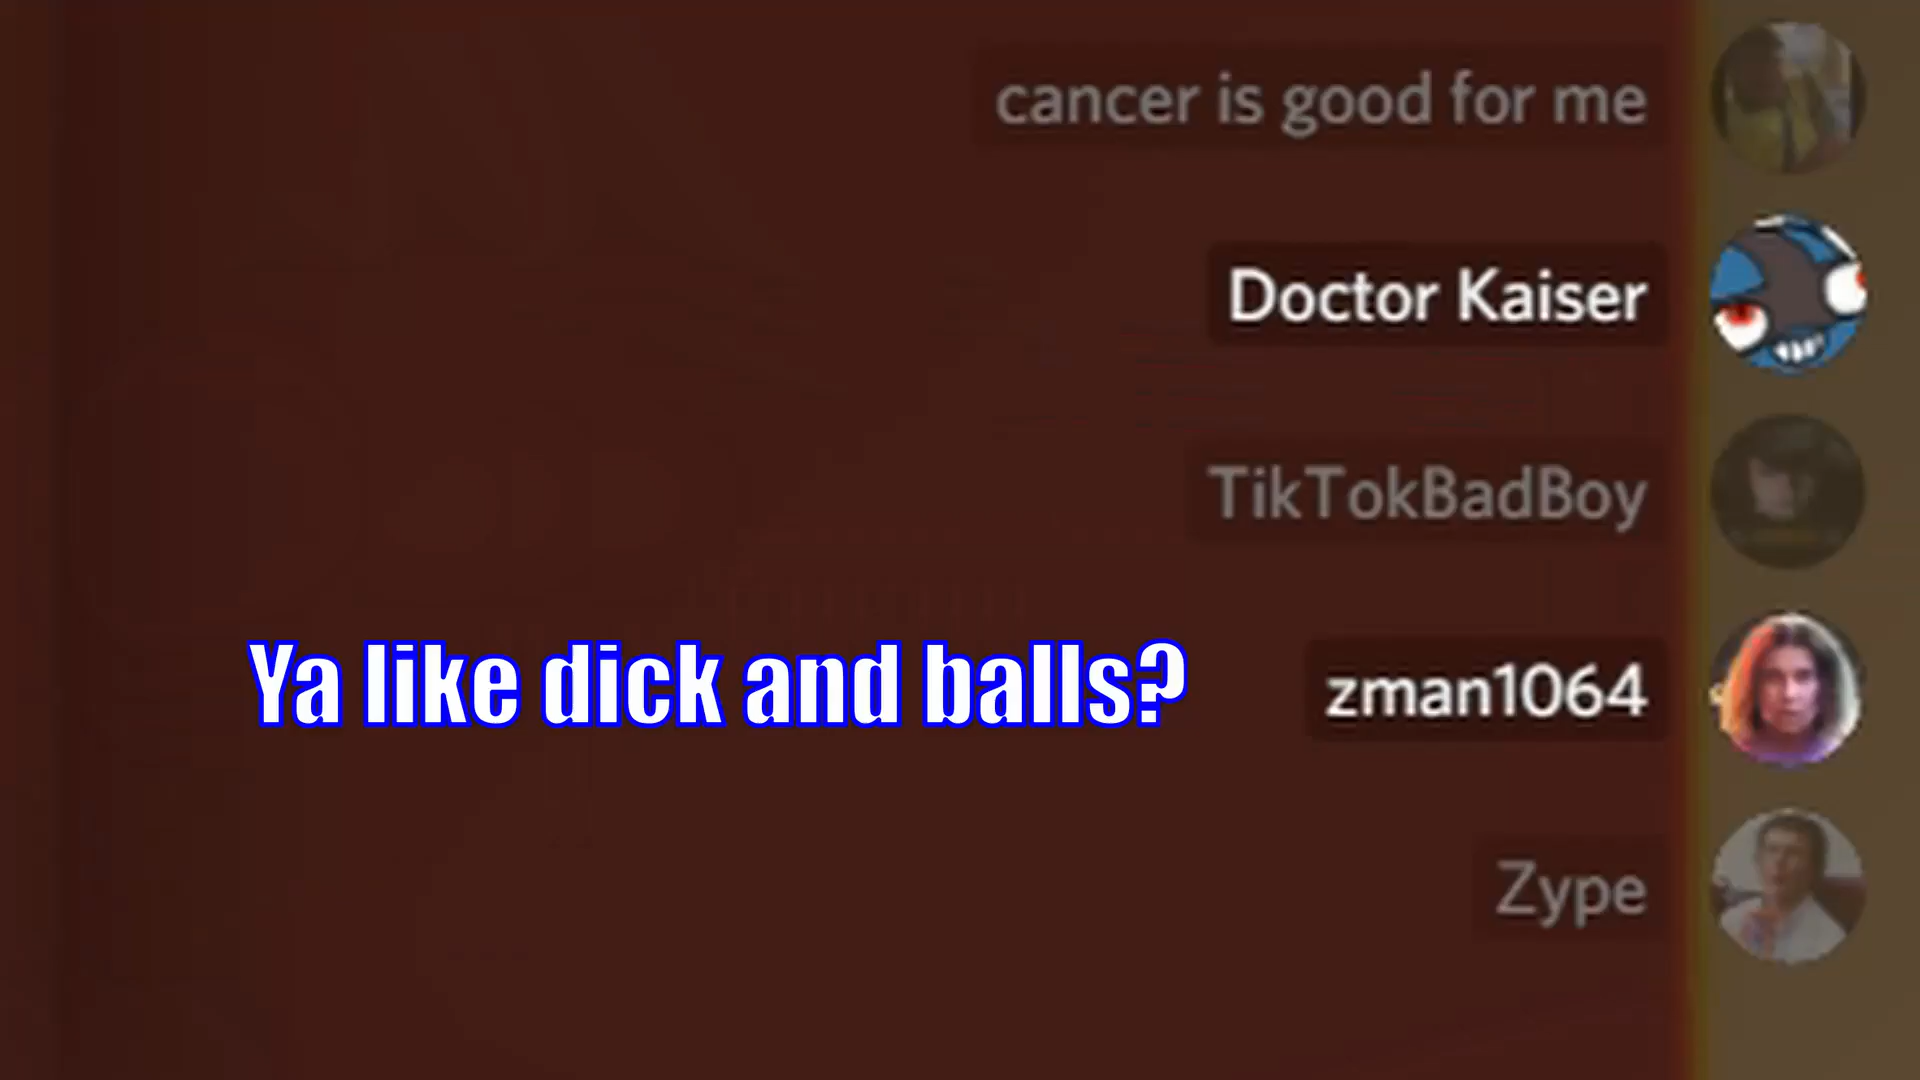 cancer is good for me
Doctor Kaiser
TikTokBadBoy
Ya like dick and balls?
zman1064
Zype